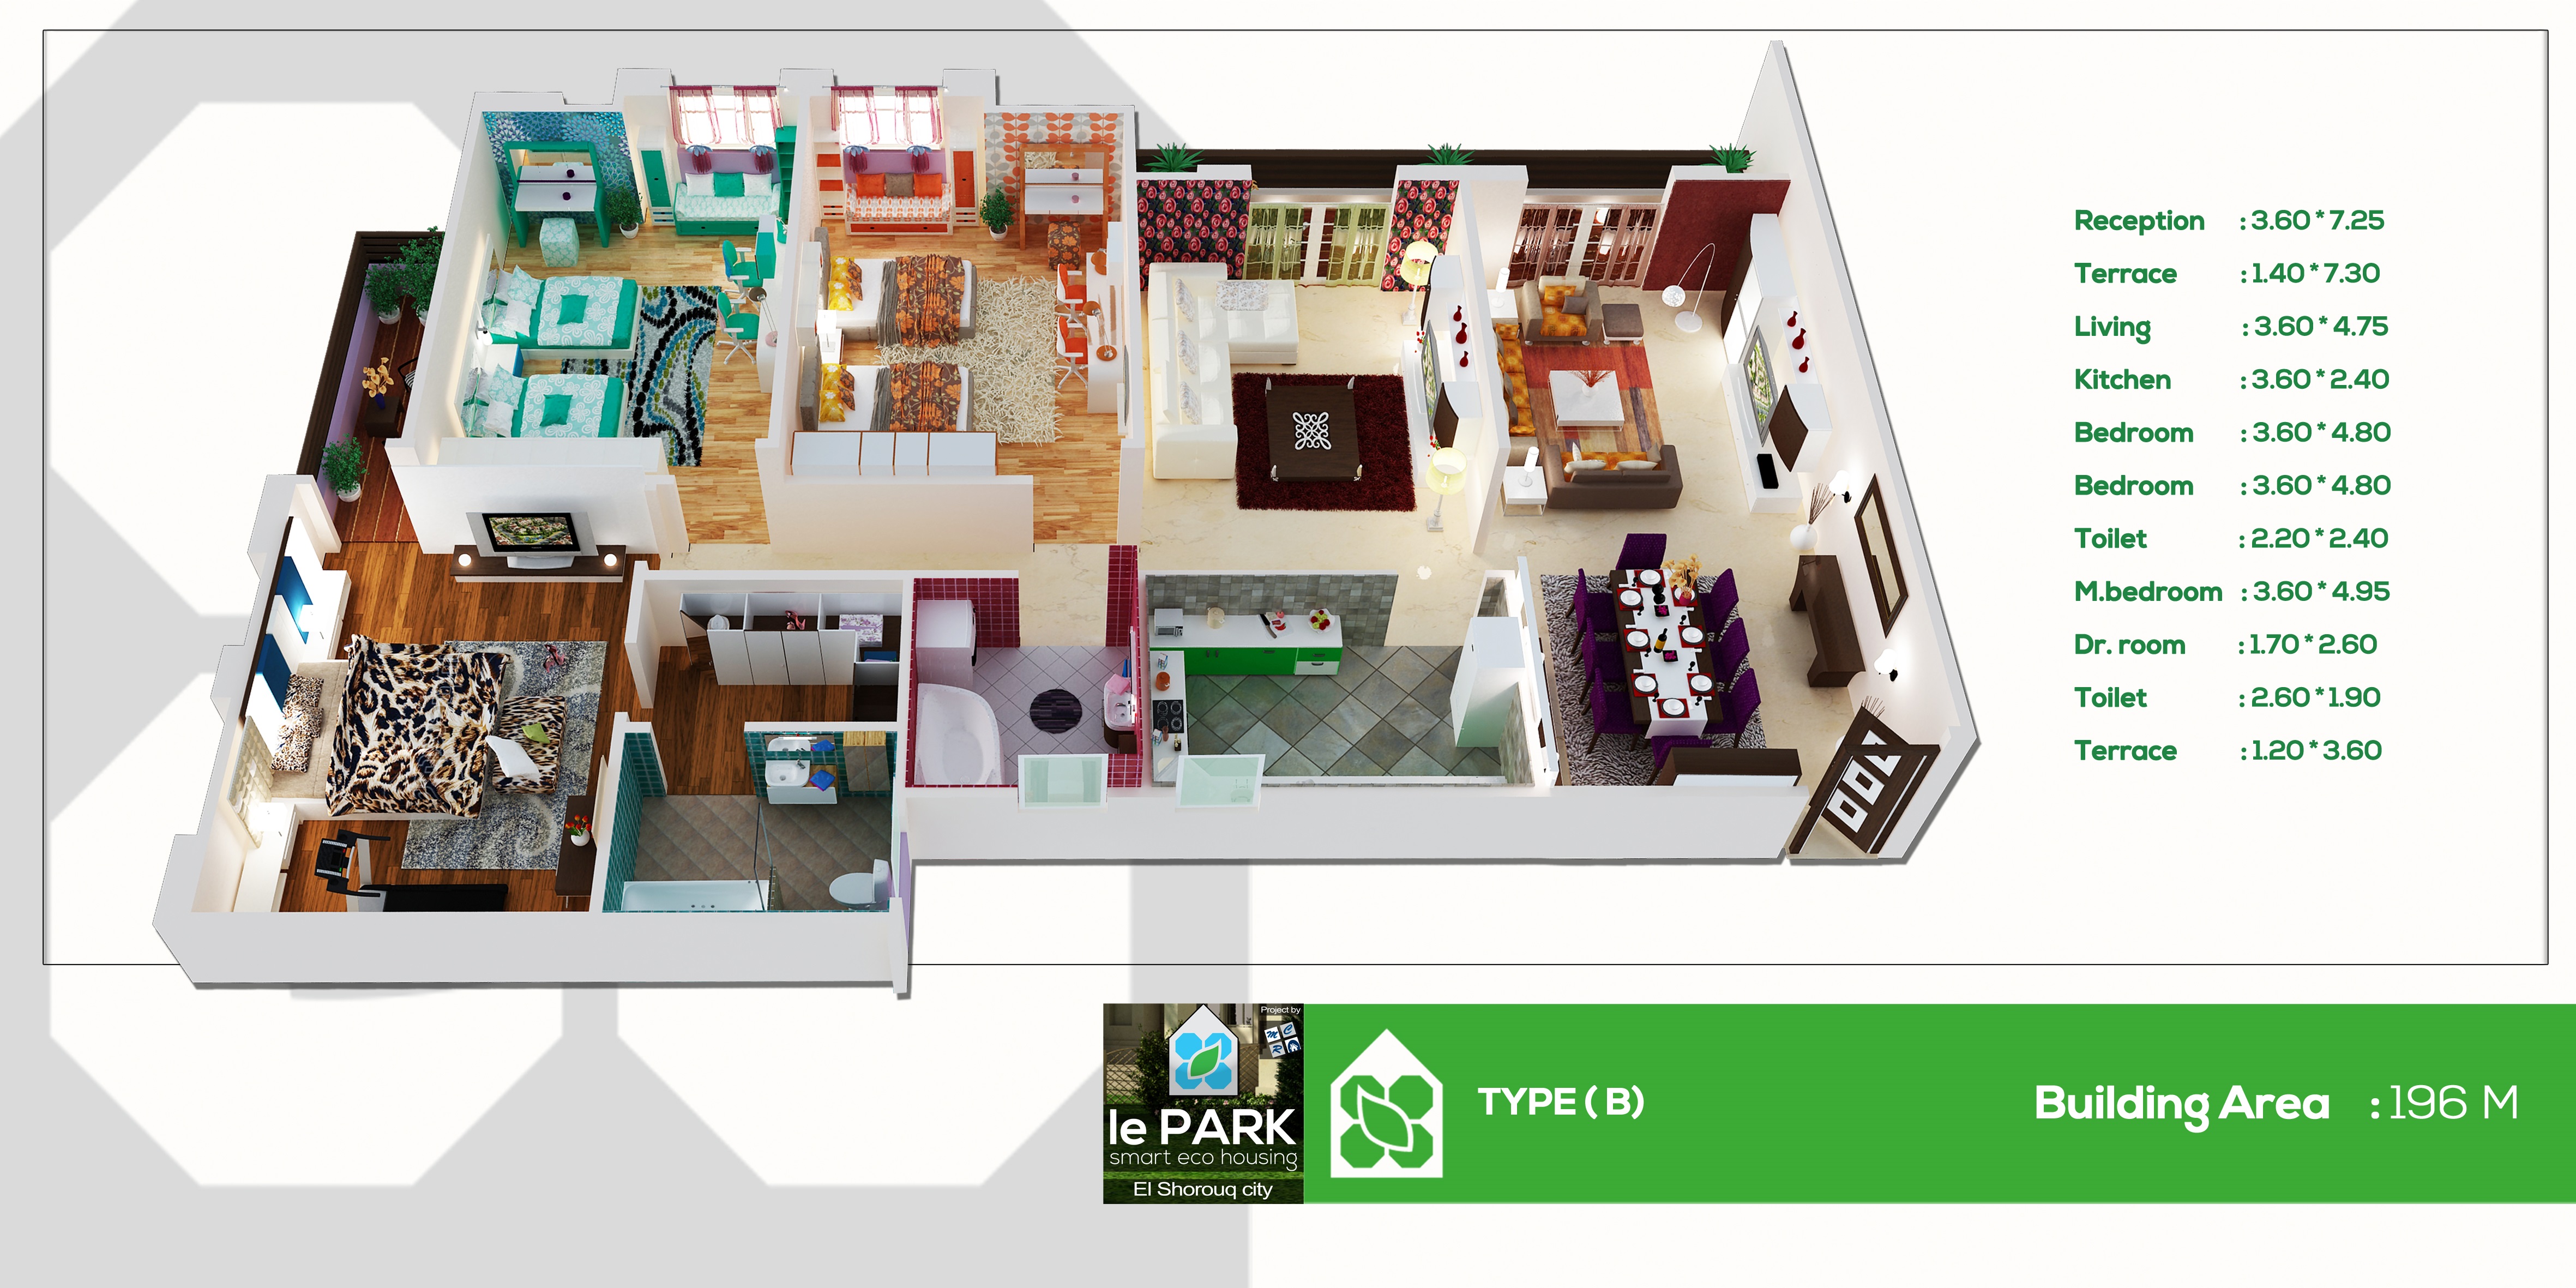 Reception : 3.60 * 7.25
Terrace : 1.40 * 7.30
Living : 3.60 * 4.75
Kitchen : 3.60 * 2.40
Bedroom : 3.60 * 4.80
Bedroom : 3.60 * 4.80
Toilet : 2.20 * 2.40
M.bedroom : 3.60 * 4.95
Dr. room : 1.70 * 2.60
Toilet : 2.60 * 1.90
Terrace : 1.20 * 3.60
Project by
le PARK
smart eco housing
El Shorouq city
TYPE ( B)
Building Area : 196 M